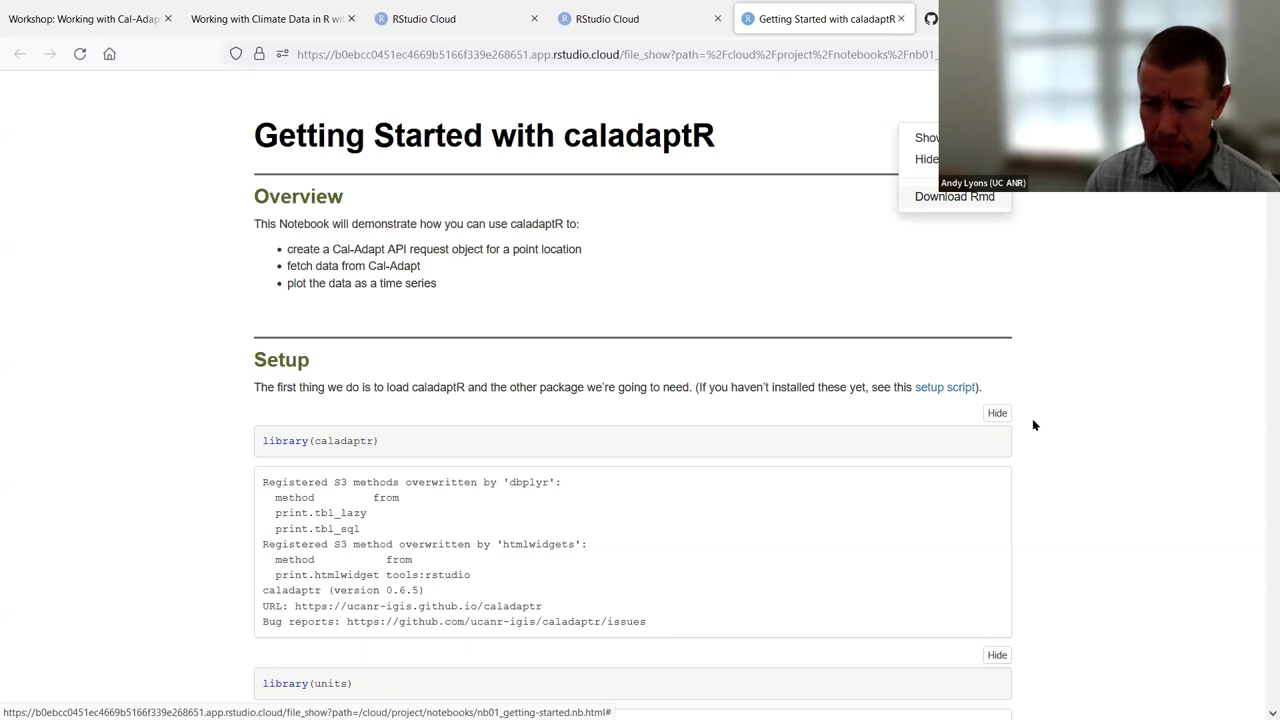 Workshop: Working with Cal-Adap
Working with Climate Data in R wit
RStudio Cloud
RStudio Cloud
Getting Started with caladaptR
https://b0ebcc0451ec4669b5166f339e268651.app.rstudio.cloud/file_show?path=%2Fcloud%2Fproject%2Fnotebooks%2Fnb01_
Getting Started with caladaptR
Show
Hide
Andy Lyons (UC ANR)
Download Rmd
Overview
This Notebook will demonstrate how you can use caladaptR to:
• create a Cal-Adapt API request object for a point location
• fetch data from Cal-Adapt
• plot the data as a time series
Setup
The first thing we do is to load caladaptR and the other package we're going to need. (If you haven't installed these yet, see this setup script).
Hide
library(caladaptr)
Registered S3 methods overwritten by 'dbplyr':
method from
print.tbl_lazy
print.tbl_sql
Registered S3 method overwritten by 'htmlwidgets':
method from
print.htmlwidget tools:rstudio
caladaptr (version 0.6.5)
URL: https://ucanr-igis.github.io/caladaptr
Bug reports: https://github.com/ucanr-igis/caladaptr/issues
Hide
library(units)
https://b0ebcc0451ec4669b5166f339e268651.app.rstudio.cloud/file_show?path=/cloud/project/notebooks/nb01_getting-started.nb.html#